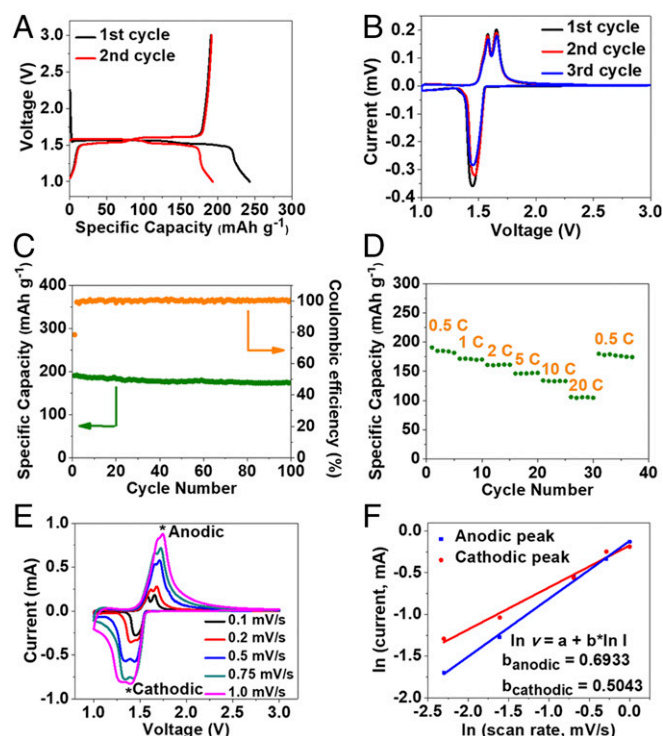 A
1st cycle
2nd cycle
Voltage (V)
3.0
2.5
2.0
1.5
1.0
0.5
0 50 100 150 200 250 300
Specific Capacity (mAh g⁻¹)
B
1st cycle
2nd cycle
3rd cycle
Current (mV)
0.2
0.1
0.0
-0.1
-0.2
-0.3
-0.4
1.0 1.5 2.0 2.5 3.0
Voltage (V)
C
Specific Capacity (mAh g⁻¹)
400
300
200
100
0
100
80
60
40
20
0
Coulombic efficiency (%)
0 20 40 60 80 100
Cycle Number
D
Specific Capacity (mAh g⁻¹)
300
250
200
150
100
50
0
0.5 C
1 C
2 C
5 C
10 C
20 C
0.5 C
0 10 20 30 40
Cycle Number
E
*Anodic
*Cathodic
0.1 mV/s
0.2 mV/s
0.5 mV/s
0.75 mV/s
1.0 mV/s
Current (mA)
1.0
0.5
0.0
-0.5
-1.0
1.0 1.5 2.0 2.5 3.0
Voltage (V)
F
Anodic peak
Cathodic peak
ln v = a + b*ln I
b anodic = 0.6933
b cathodic = 0.5043
ln (current, mA)
0.0
-0.5
-1.0
-1.5
-2.0
-2.5 -2.0 -1.5 -1.0 -0.5 0.0
ln (scan rate, mV/s)